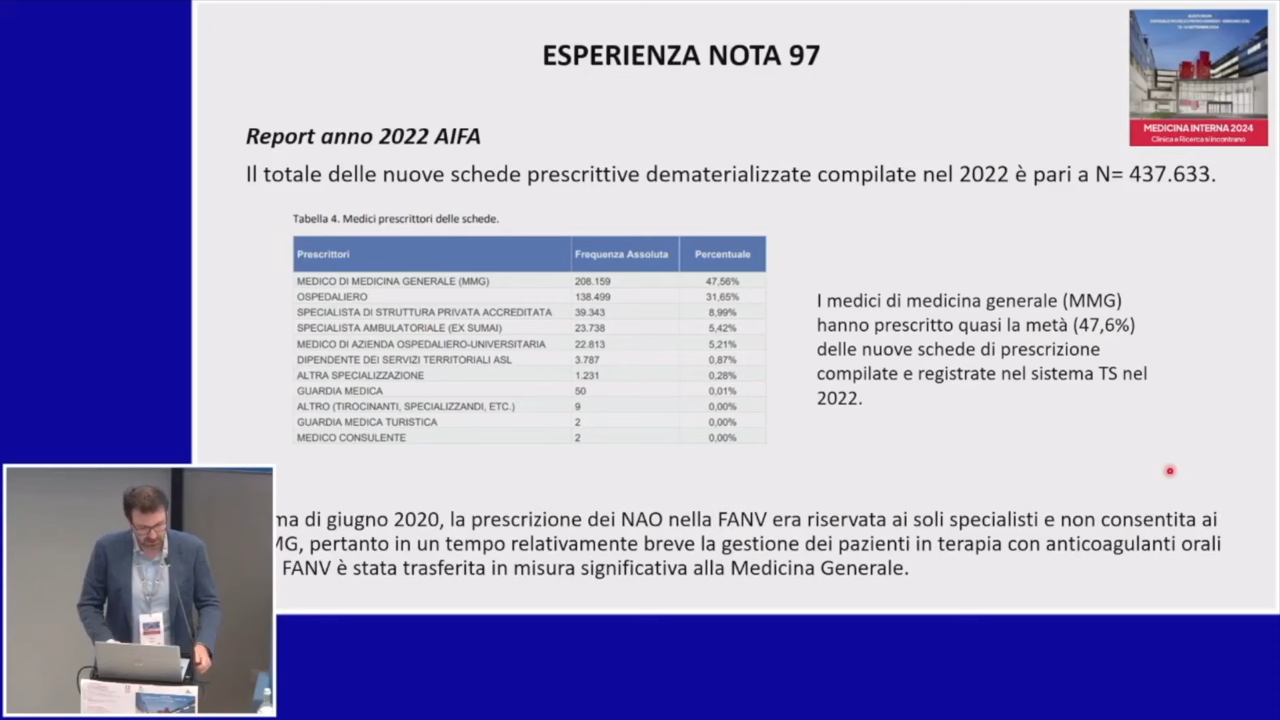 ESPERIENZA NOTA 97
MEDICINA INTERNA 2024
Clinica e Ricerca si incontrano
Report anno 2022 AIFA
Il totale delle nuove schede prescrittive dematerializzate compilate nel 2022 è pari a N= 437.633.
Tabella 4. Medici prescrittori delle schede.
Prescrittori Frequenza Assoluta Percentuale
MEDICO DI MEDICINA GENERALE (MMG) 208.159 47,56%
OSPEDALIERO 138.499 31,65%
SPECIALISTA DI STRUTTURA PRIVATA ACCREDITATA 39.343 8,99%
SPECIALISTA AMBULATORIALE (EX SUMAI) 23.738 5,42%
MEDICO DI AZIENDA OSPEDALIERO-UNIVERSITARIA 22.813 5,21%
DIPENDENTE DEI SERVIZI TERRITORIALI ASL 3.787 0,87%
ALTRA SPECIALIZZAZIONE 1.231 0,28%
GUARDIA MEDICA 50 0,01%
ALTRO (TIROCINANTI, SPECIALIZZANDI, ETC.) 9 0,00%
GUARDIA MEDICA TURISTICA 2 0,00%
MEDICO CONSULENTE 2 0,00%
I medici di medicina generale (MMG)
hanno prescritto quasi la metà (47,6%)
delle nuove schede di prescrizione
compilate e registrate nel sistema TS nel
2022.
ma di giugno 2020, la prescrizione dei NAO nella FANV era riservata ai soli specialisti e non consentita ai
MG, pertanto in un tempo relativamente breve la gestione dei pazienti in terapia con anticoagulanti orali
FANV è stata trasferita in misura significativa alla Medicina Generale.